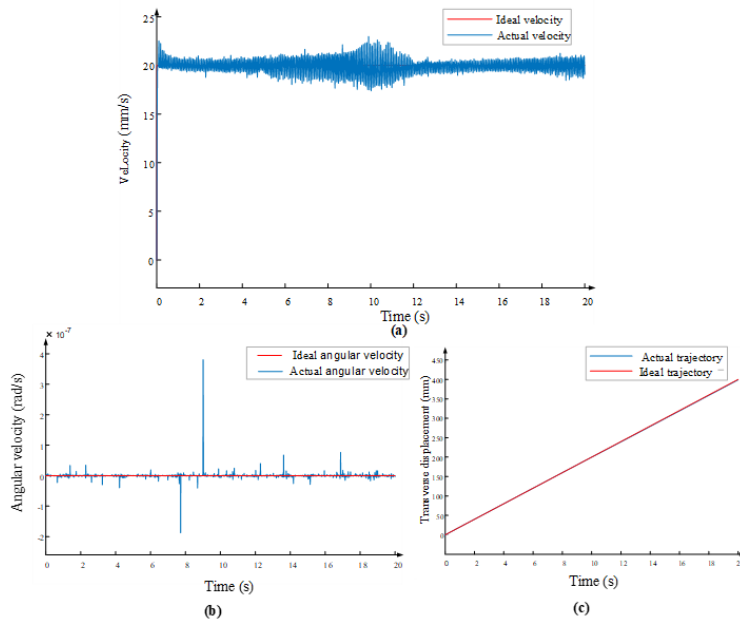 25
20
15
10
5
0
VeLocity (mm/s)
Ideal velocity
Actual velocity
0 2 4 6 8 10 12 14 16 18 20
Time (s)
(a)
× 10 -7
4
3
2
1
0
-1
-2
Angular velocity (rad/s)
Ideal angular velocity
Actual angular velocity
0 2 4 6 8 10 12 14 16 18 20
Time (s)
(b)
450
400
350
300
250
200
150
100
50
0
displacement (mm)
Actual trajectory
Ideal trajectory
0 2 4 6 8 10 12 14 16 18 2
Time (s)
(c)